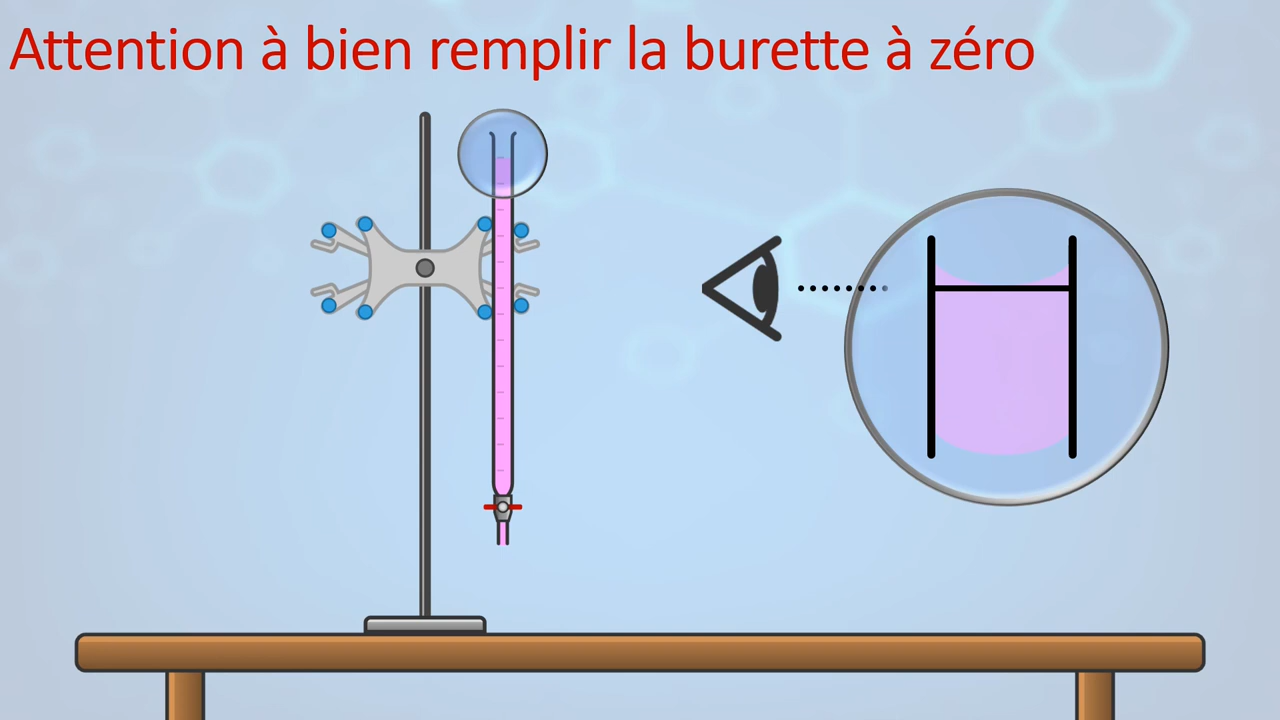 Attention à bien remplir la burette à zéro